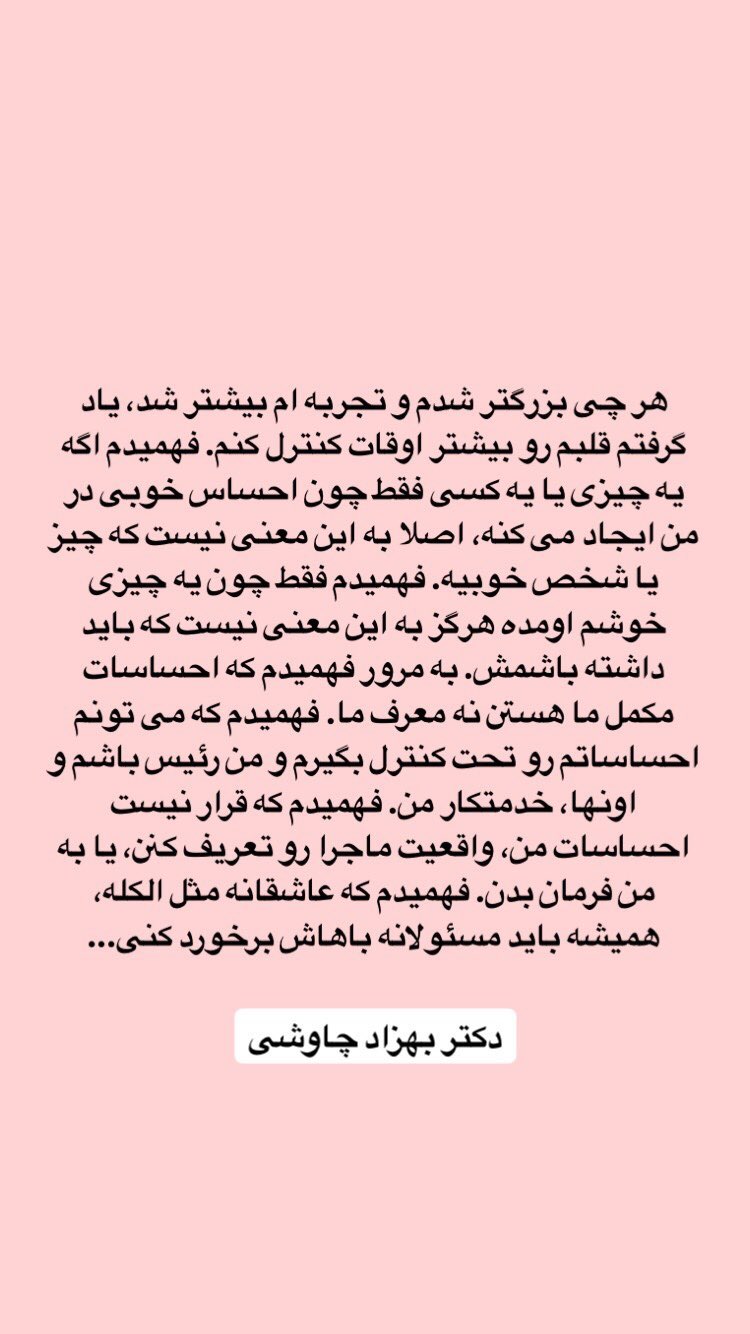 هر چی بزرگتر شدم و تجربه ام بیشتر شد، یاد
گرفتم قلبم رو بیشتر اوقات کنترل کنم. فهمیدم اگه
یه چیزی یا یه کسی فقط چون احساس خوبی در
من ایجاد می کنه، اصلا به این معنی نیست که چیز
یا شخص خوبیه. فهمیدم فقط چون یه چیزی
خوشم اومده هرگز به این معنی نیست که باید
داشته باشمش. به مرور فهمیدم که احساسات
مکمل ما هستن نه معرف ما. فهمیدم که می تونم
احساساتم رو تحت کنترل بگیرم و من رئیس باشم و
اونها، خدمتکار من. فهمیدم که قرار نیست
احساسات من، واقعیت ماجرا رو تعریف کنن، یا به
من فرمان بدن. فهمیدم که عاشقانه مثل الکله،
همیشه باید مسئولانه باهاش برخورد کنی...
دکتر بهزاد چاوشی